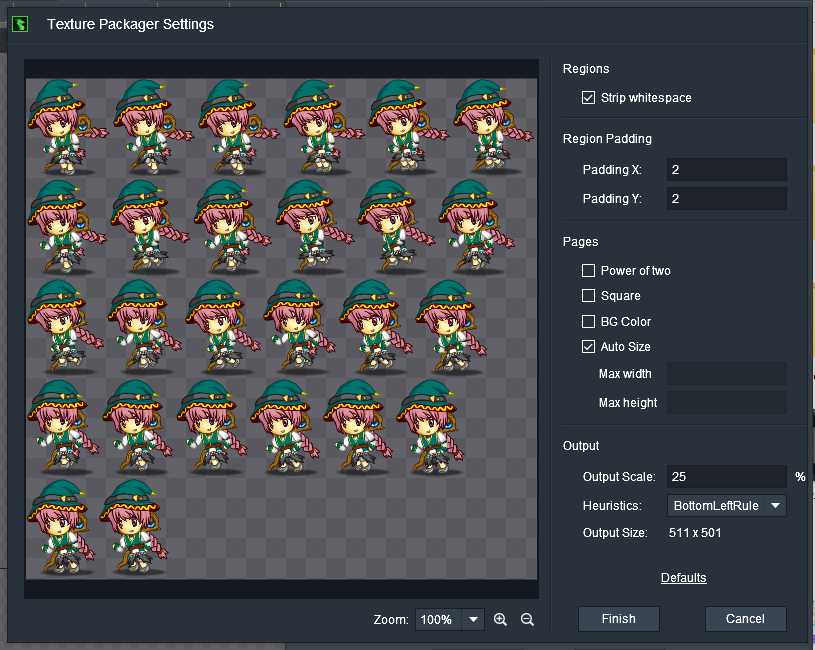 Texture Packager Settings
Regions
Strip whitespace
Region Padding
Padding X: 2
Padding Y: 2
Pages
Power of two
Square
BG Color
Auto Size
Max width
Max height
Output
Output Scale: 25 %
Heuristics: BottomLeftRule
Output Size: 511 x 501
Defaults
Zoom: 100%
Finish Cancel